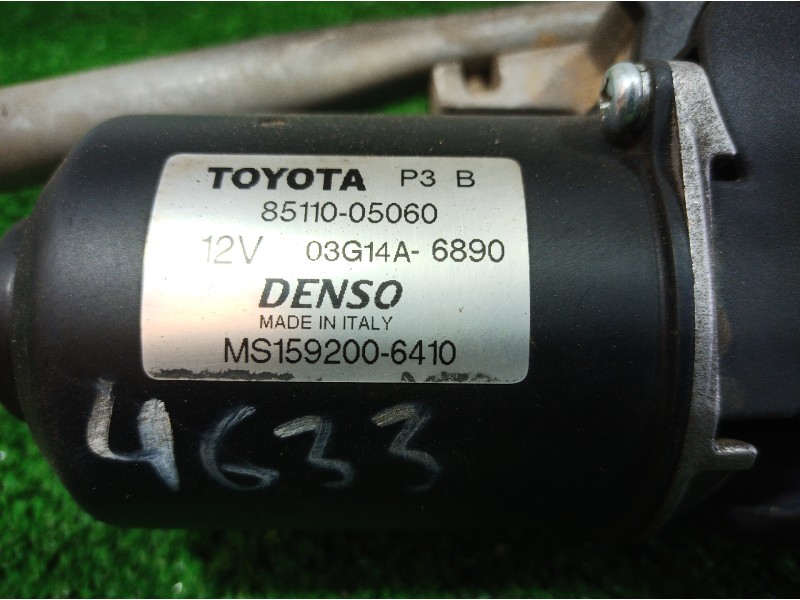 TOYOTA P3 B
85110-05060
12V 03G14A-6890
DENSO
MADE IN ITALY
MS159200-6410
4633